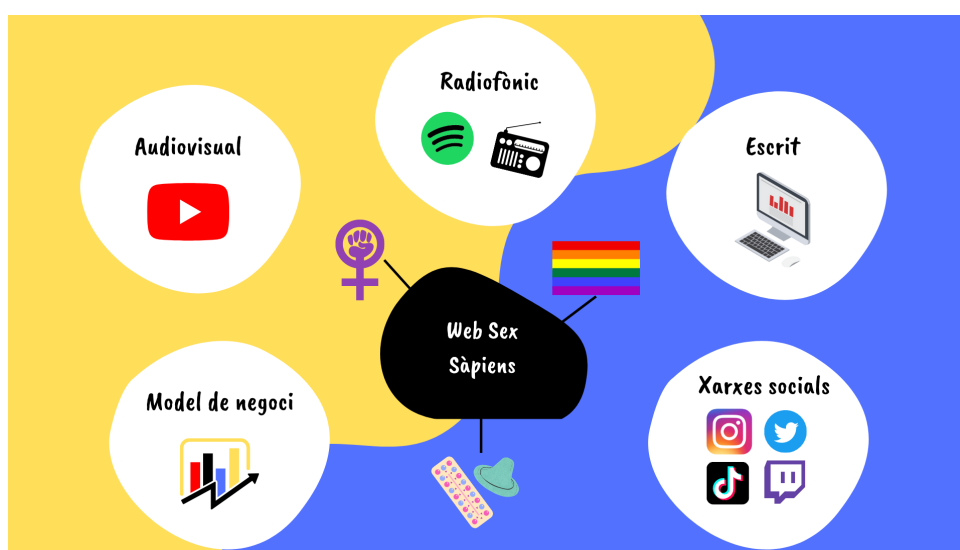 Radiofònic
Audiovisual
Escrit
Web Sex
Sàpiens
Model de negoci
Xarxes socials